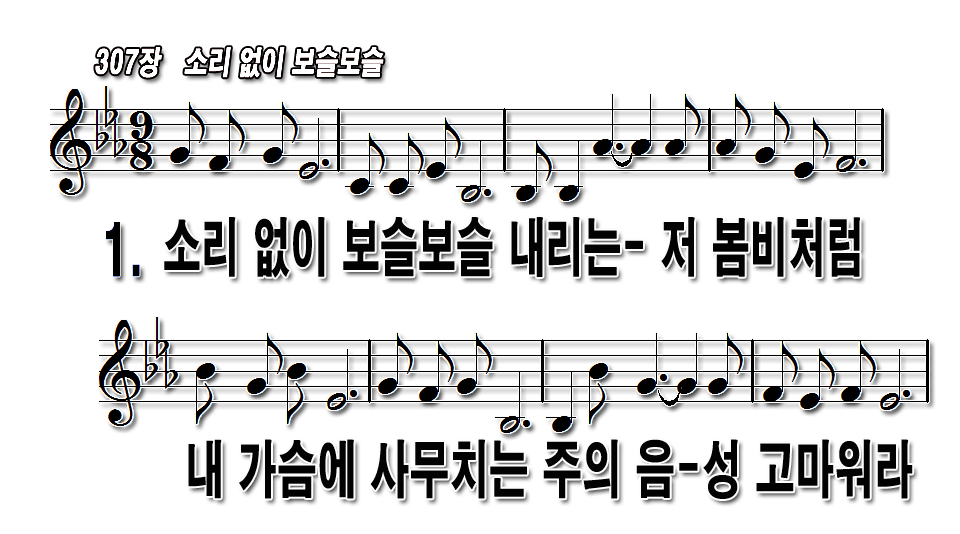 307장 소리 없이 보슬보슬
9
8
1. 소리 없이 보슬보슬 내리는- 저 봄비처럼
내 가슴에 사무치는 주의 음-성 고마워라